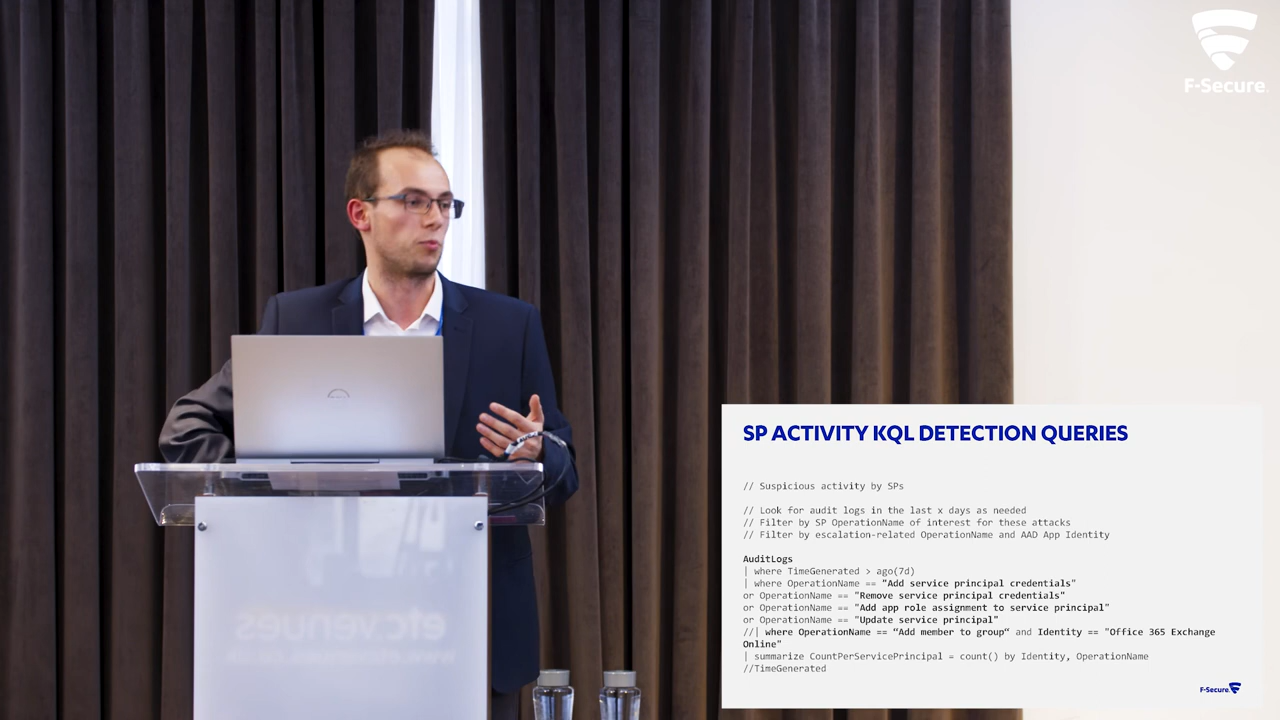 F-Secure.
SP ACTIVITY KQL DETECTION QUERIES
// Suspicious activity by SPs
// Look for audit logs in the last x days as needed
// Filter by SP OperationName of interest for these attacks
// Filter by escalation-related OperationName and AAD App Identity
AuditLogs
| where TimeGenerated > ago(7d)
| where OperationName == "Add service principal credentials"
or OperationName == "Remove service principal credentials"
or OperationName == "Add app role assignment to service principal"
or OperationName == "Update service principal"
//| where OperationName == “Add member to group“ and Identity == "Office 365 Exchange
Online"
| summarize CountPerServicePrincipal = count() by Identity, OperationName
//TimeGenerated
F-Secure.